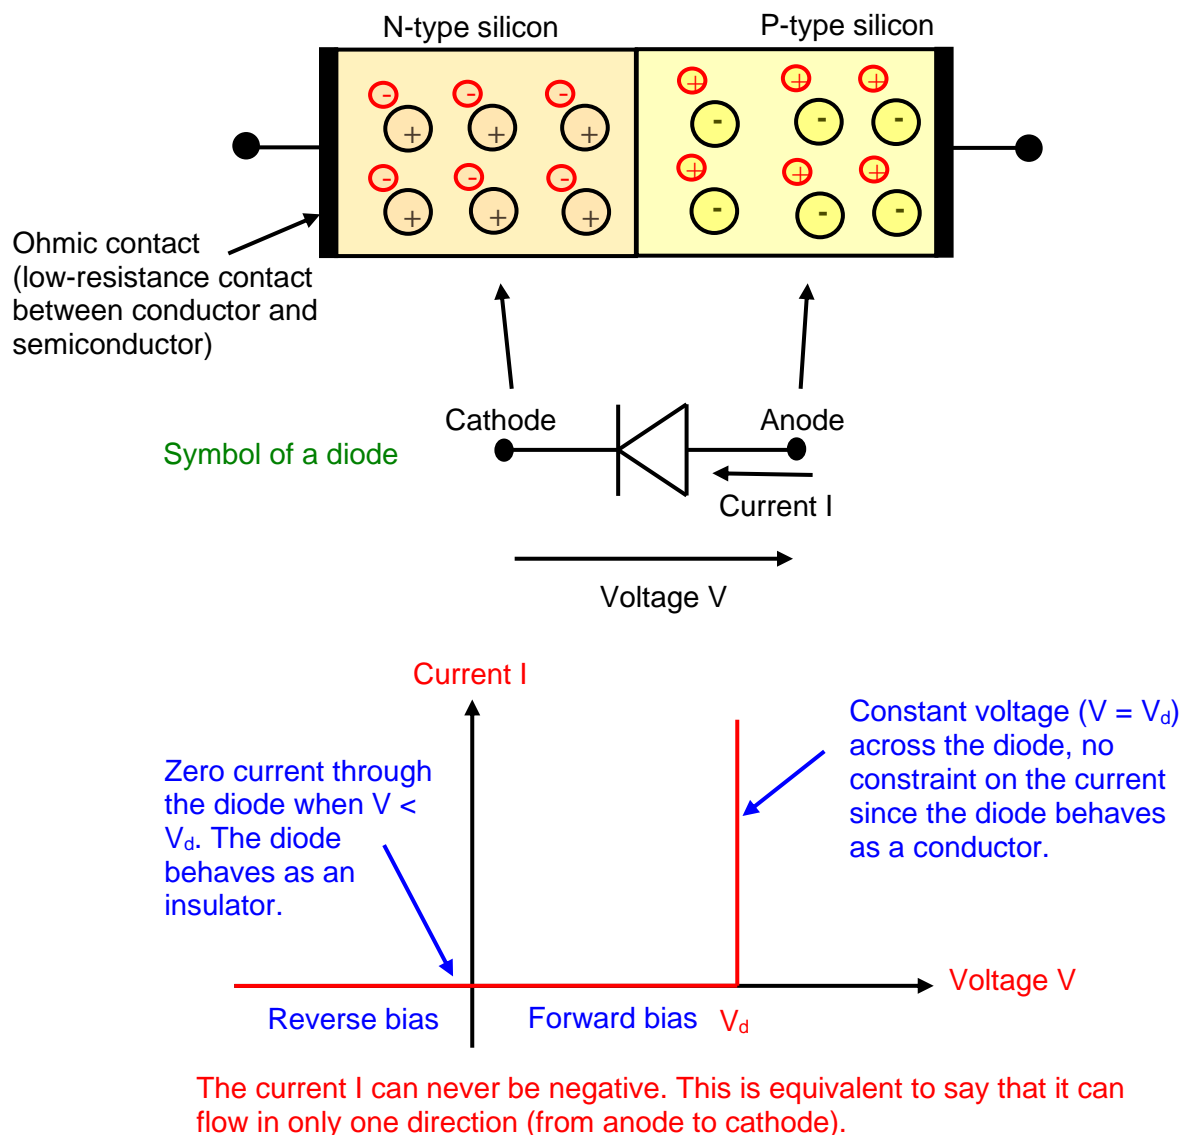 N-type silicon
P-type silicon
- - -
+ + +
+ + +
- - -
- - -
+ + +
+ + +
- - -
Ohmic contact
(low-resistance contact
between conductor and
semiconductor)
Cathode
Anode
Symbol of a diode
Current I
Voltage V
Current I
Constant voltage (V = Vd)
across the diode, no
constraint on the current
since the diode behaves
as a conductor.
Zero current through
the diode when V <
Vd. The diode
behaves as an
insulator.
Voltage V
Reverse bias
Forward bias
Vd
The current I can never be negative. This is equivalent to say that it can
flow in only one direction (from anode to cathode).